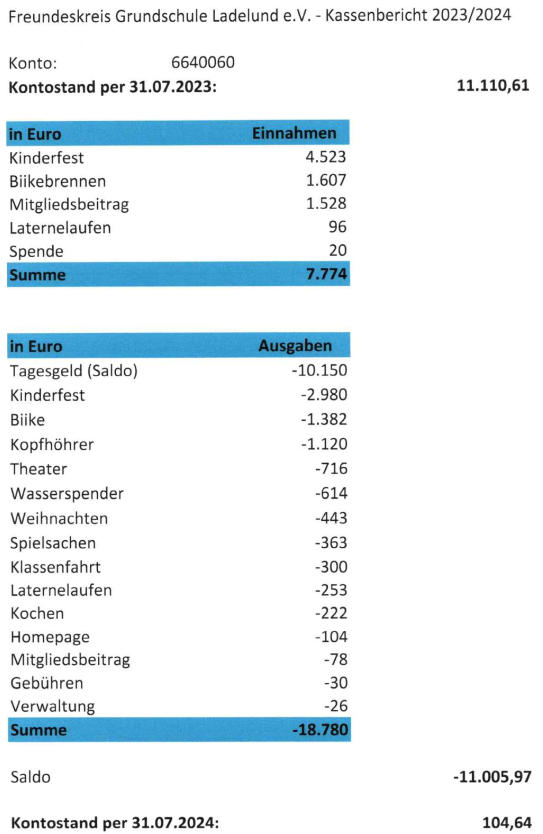 Freundeskreis Grundschule Ladelund e.V. - Kassenbericht 2023/2024
Konto: 6640060
Kontostand per 31.07.2023: 11.110,61
in Euro Einnahmen
Kinderfest 4.523
Biikebrennen 1.607
Mitgliedsbeitrag 1.528
Laternelaufen 96
Spende 20
Summe 7.774
in Euro Ausgaben
Tagesgeld (Saldo) -10.150
Kinderfest -2.980
Biike -1.382
Kopfhöhrer -1.120
Theater -716
Wasserspender -614
Weihnachten -443
Spielsachen -363
Klassenfahrt -300
Laternelaufen -253
Kochen -222
Homepage -104
Mitgliedsbeitrag -78
Gebühren -30
Verwaltung -26
Summe -18.780
Saldo -11.005,97
Kontostand per 31.07.2024: 104,64